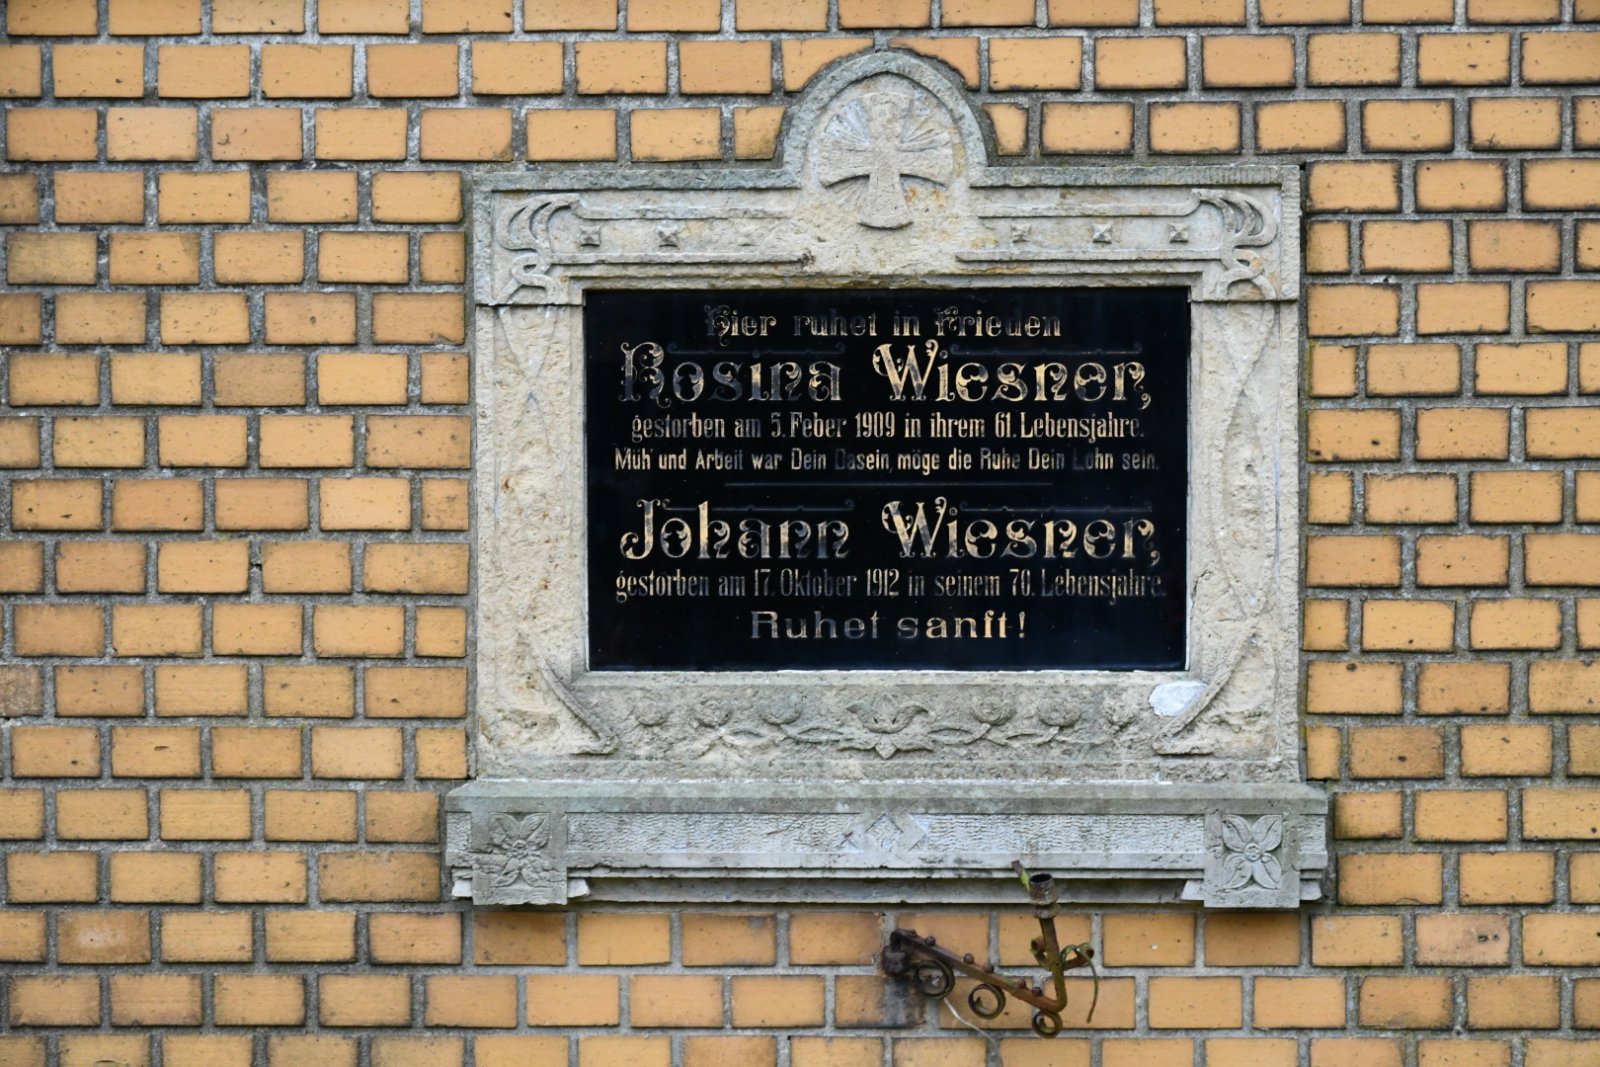 Hier ruhet in Frieden
Rosina Wiesner,
gestorben am 5. Feber 1909 in ihrem 61. Lebensjahre.
Müh' und Arbeit war Dein Dasein, möge die Ruhe Dein Lohn sein.
Johann Wiesner,
gestorben am 17. Oktober 1912 in seinem 70. Lebensjahre.
Ruhet sanft!